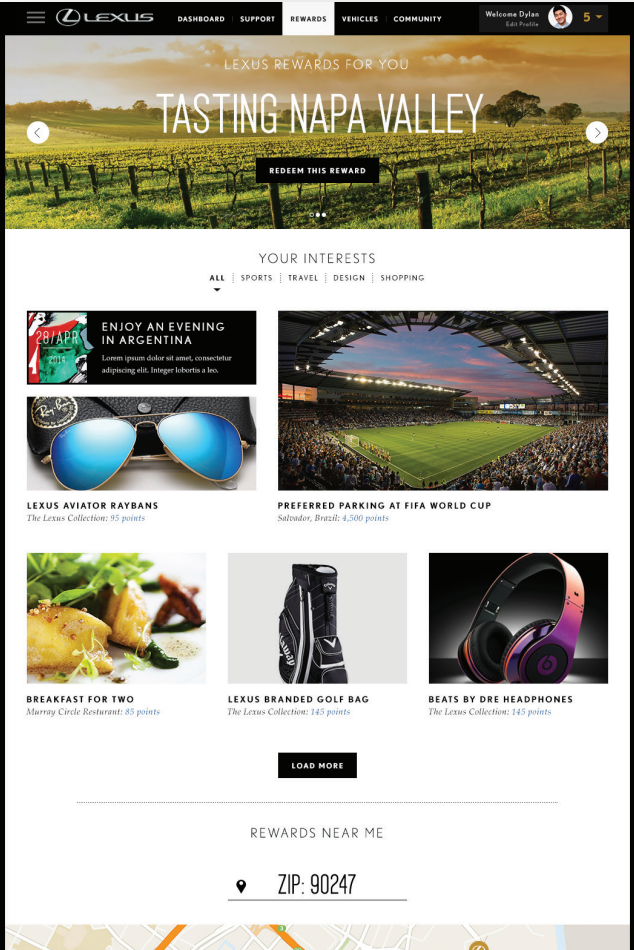 LEXUS
DASHBOARD
SUPPORT
REWARDS
VEHICLES
COMMUNITY
Welcome Dylan
Edit Profile
5
LEXUS REWARDS FOR YOU
TASTING NAPA VALLEY
REDEEM THIS REWARD
YOUR INTERESTS
ALL
SPORTS
TRAVEL
DESIGN
SHOPPING
28/APR
2014
ENJOY AN EVENING
IN ARGENTINA
Lorem ipsum dolor sit amet, consectetur
adipiscing elit. Integer lobortis a leo.
Ray-Ban
LEXUS AVIATOR RAYBANS
The Lexus Collection: 95 points
PREFERRED PARKING AT FIFA WORLD CUP
Salvador, Brazil: 4,500 points
Callaway
BREAKFAST FOR TWO
Murray Circle Resturant: 85 points
LEXUS BRANDED GOLF BAG
The Lexus Collection: 145 points
BEATS BY DRE HEADPHONES
The Lexus Collection: 145 points
LOAD MORE
REWARDS NEAR ME
ZIP: 90247